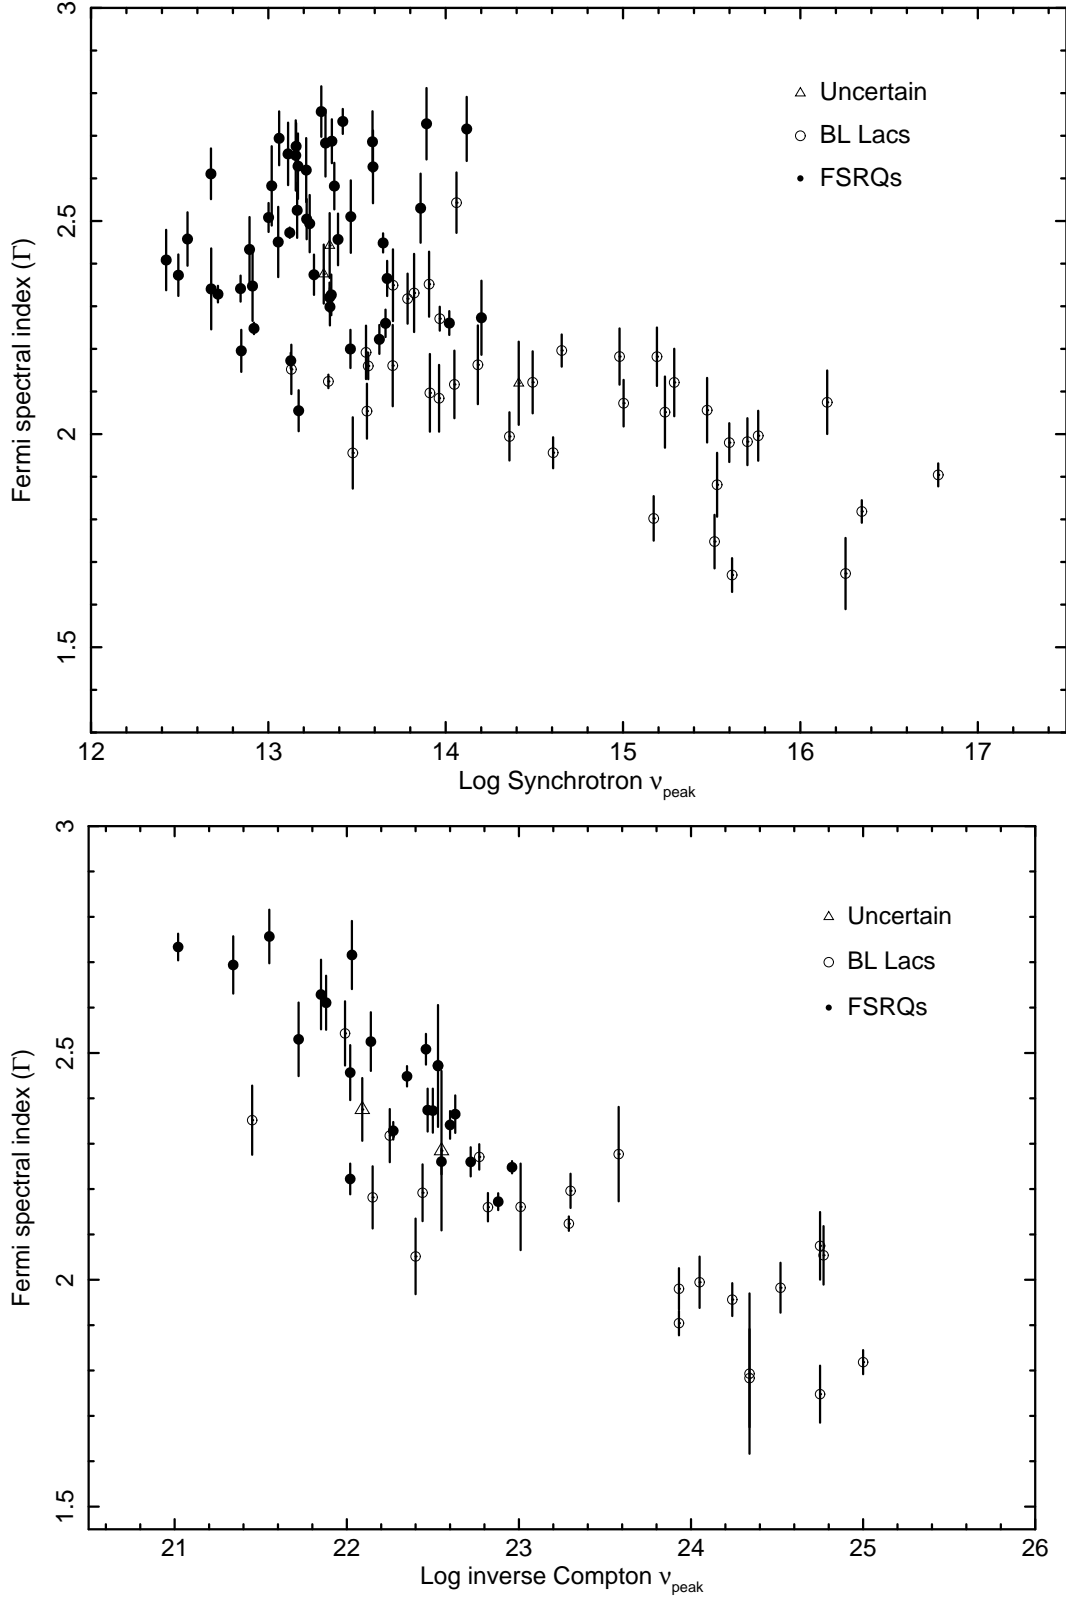 3
2.5
2
1.5
Fermi spectral index (Γ)
Uncertain
BL Lacs
FSRQs
12 13 14 15 16 17
Log Synchrotron νpeak
3
2.5
2
1.5
Fermi spectral index (Γ)
Uncertain
BL Lacs
FSRQs
21 22 23 24 25 26
Log inverse Compton νpeak